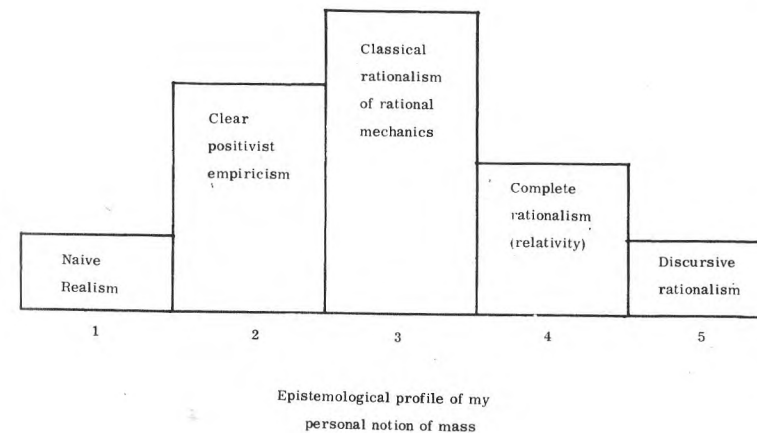 Classical
rationalism
of rational
mechanics
Clear
positivist
empiricism
Complete
rationalism
(relativity)
Naive
Realism
Discursive
rationalism
1
2
3
4
5
Epistemological profile of my
personal notion of mass